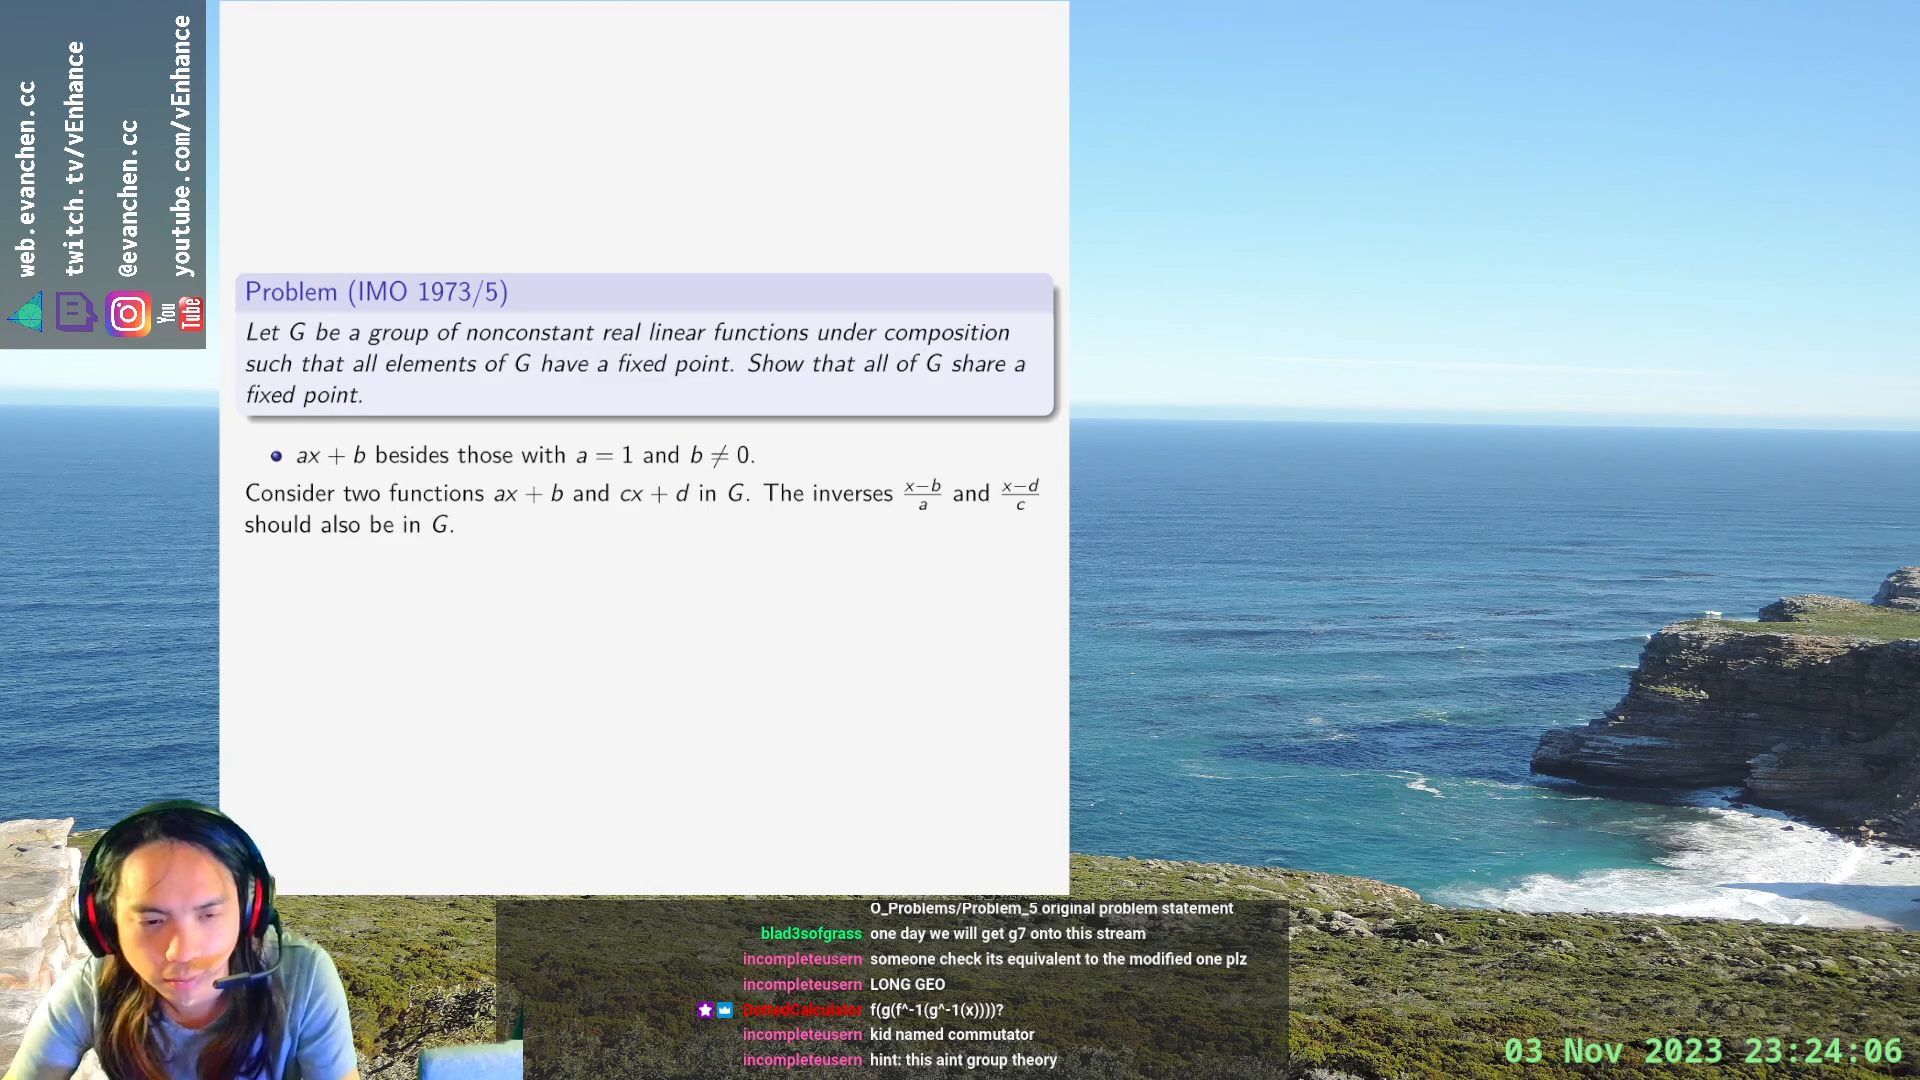 web.evanchen.cc
twitch.tv/vEnhance
@evanchen.cc
youtube.com/vEnhance
You
Tube
Problem (IMO 1973/5)
Let G be a group of nonconstant real linear functions under composition
such that all elements of G have a fixed point. Show that all of G share a
fixed point.
• ax + b besides those with a = 1 and b ≠ 0.
Consider two functions ax + b and cx + d in G. The inverses \frac{x−b}{a} and \frac{x−d}{c}
should also be in G.
O_Problems/Problem_5 original problem statement
blad3sofgrass one day we will get g7 onto this stream
incompleteusern someone check its equivalent to the modified one plz
incompleteusern LONG GEO
DottedCalculator f(g(f^-1(g^-1(x))))?
incompleteusern kid named commutator
incompleteusern hint: this aint group theory
03 Nov 2023 23:24:06